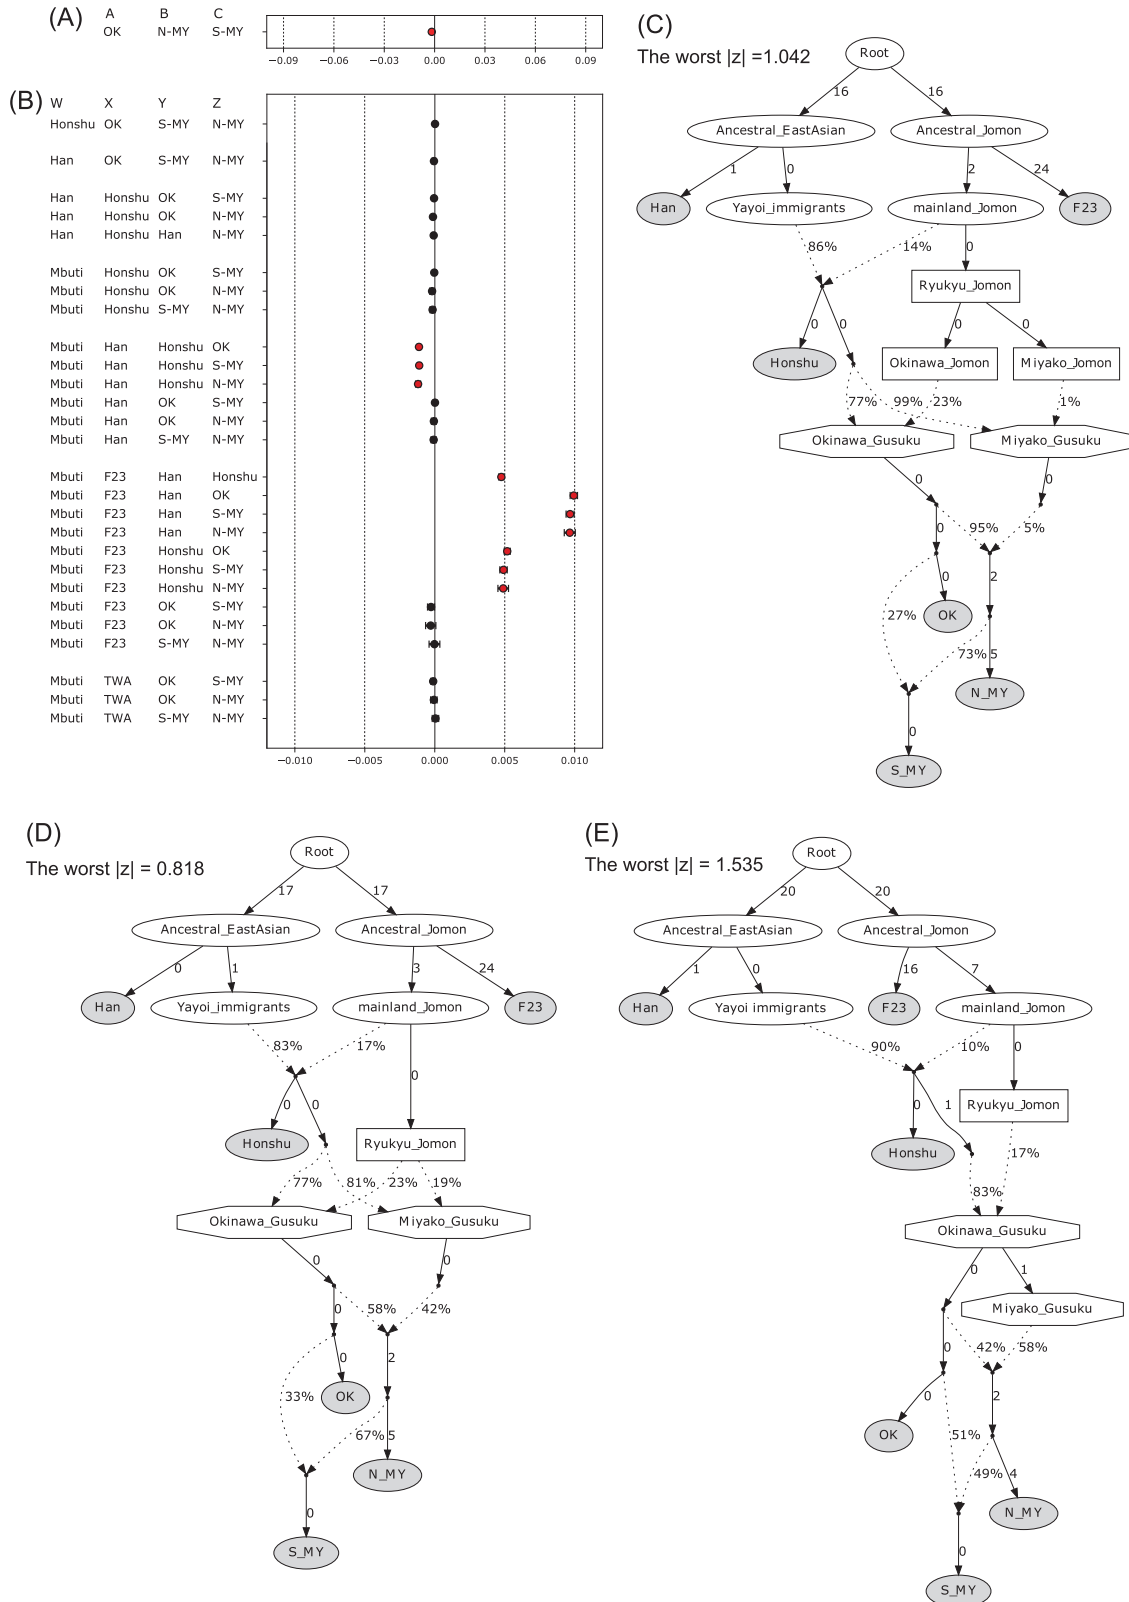 (A)
A B C
OK N-MY S-MY
−0.09 −0.06 −0.03 0.00 0.03 0.06 0.09
(B)
W X Y Z
Honshu OK S-MY N-MY
Han OK S-MY N-MY
Han Honshu OK S-MY
Han Honshu OK N-MY
Han Honshu Han N-MY
Mbuti Honshu OK S-MY
Mbuti Honshu OK N-MY
Mbuti Honshu S-MY N-MY
Mbuti Han Honshu OK
Mbuti Han Honshu S-MY
Mbuti Han Honshu N-MY
Mbuti Han OK S-MY
Mbuti Han OK N-MY
Mbuti Han S-MY N-MY
Mbuti F23 Han Honshu
Mbuti F23 Han OK
Mbuti F23 Han S-MY
Mbuti F23 Han N-MY
Mbuti F23 Honshu OK
Mbuti F23 Honshu S-MY
Mbuti F23 Honshu N-MY
Mbuti F23 OK S-MY
Mbuti F23 OK N-MY
Mbuti F23 S-MY N-MY
Mbuti TWA OK S-MY
Mbuti TWA OK N-MY
Mbuti TWA S-MY N-MY
−0.010 −0.005 0.000 0.005 0.010
(C)
The worst |z| =1.042
Root
16 16
Ancestral_EastAsian Ancestral_Jomon
1 0 2 24
Han Yayoi_immigrants mainland_Jomon F23
86% 14% 0
Ryukyu_Jomon
0 0 0 0
Honshu Okinawa_Jomon Miyako_Jomon
77% 99% 23% 1%
Okinawa_Gusuku Miyako_Gusuku
0 0
0 95% 5%
0 2
27% OK
73% 5
N_MY
0
S_MY
(D)
The worst |z| = 0.818
Root
17 17
Ancestral_EastAsian Ancestral_Jomon
0 1 3 24
Han Yayoi_immigrants mainland_Jomon F23
83% 17%
0
0 0
Honshu Ryukyu_Jomon
77% 81% 23% 19%
Okinawa_Gusuku Miyako_Gusuku
0 0
0 58% 42%
0 2
33% OK
67% 5
N_MY
0
S_MY
(E)
The worst |z| = 1.535
Root
20 20
Ancestral_EastAsian Ancestral_Jomon
1 0 16 7
Han Yayoi immigrants F23 mainland_Jomon
90% 10% 0
0 1 Ryukyu_Jomon
Honshu 17%
83%
Okinawa_Gusuku
0 1
Miyako_Gusuku
0 42% 58%
0 2
OK 51%
49% 4
N_MY
0
S_MY